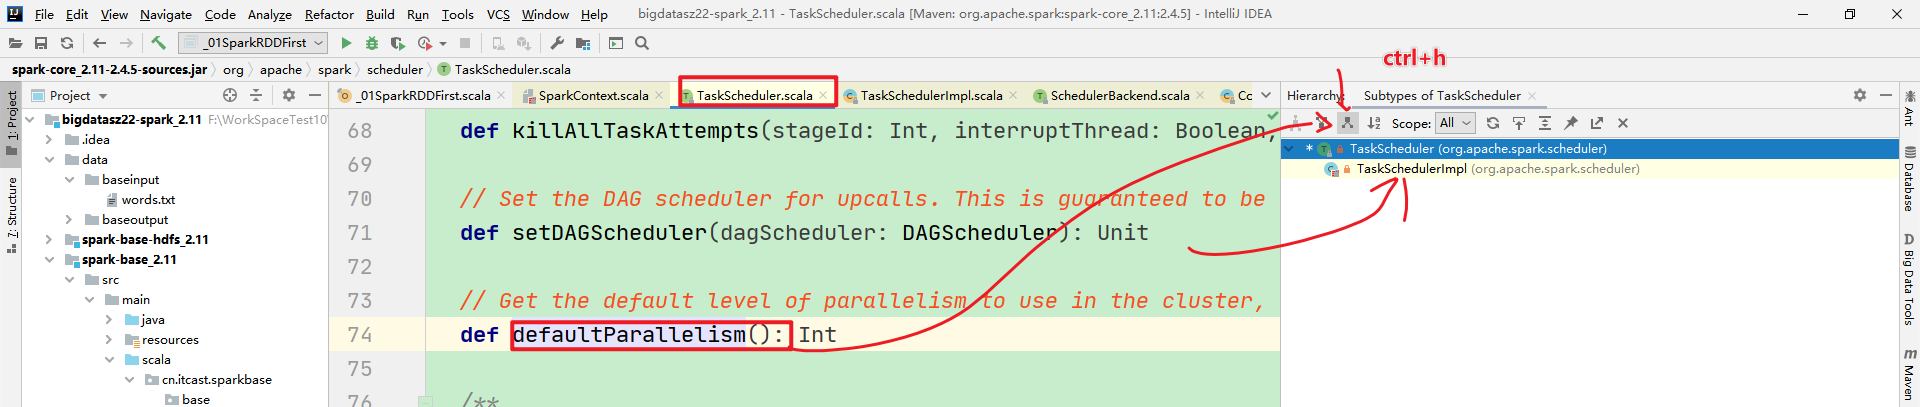 File Edit View Navigate Code Analyze Refactor Build Run Tools VCS Window Help bigdatasz22-spark_2.11 - TaskScheduler.scala [Maven: org.apache.spark:spark-core_2.11:2.4.5] - IntelliJ IDEA
_01SparkRDDFirst
ctrl+h
spark-core_2.11-2.4.5-sources.jar org apache spark scheduler TaskScheduler.scala
Project
_01SparkRDDFirst.scala SparkContext.scala TaskScheduler.scala TaskSchedulerImpl.scala SchedulerBackend.scala
Hierarchy: Subtypes of TaskScheduler
Scope: All
1: Project
7: Structure
bigdatasz22-spark_2.11 F:\WorkSpaceTest10
.idea
data
baseinput
words.txt
baseoutput
spark-base-hdfs_2.11
spark-base_2.11
src
main
java
resources
scala
cn.itcast.sparkbase
base
68 def killAllTaskAttempts(stageId: Int, interruptThread: Boolean,
69
70 // Set the DAG scheduler for upcalls. This is guaranteed to be
71 def setDAGScheduler(dagScheduler: DAGScheduler): Unit
72
73 // Get the default level of parallelism to use in the cluster,
74 def defaultParallelism(): Int
75
76 /**
* TaskScheduler (org.apache.spark.scheduler)
TaskSchedulerImpl (org.apache.spark.scheduler)
Ant
Database
Big Data Tools
Maven